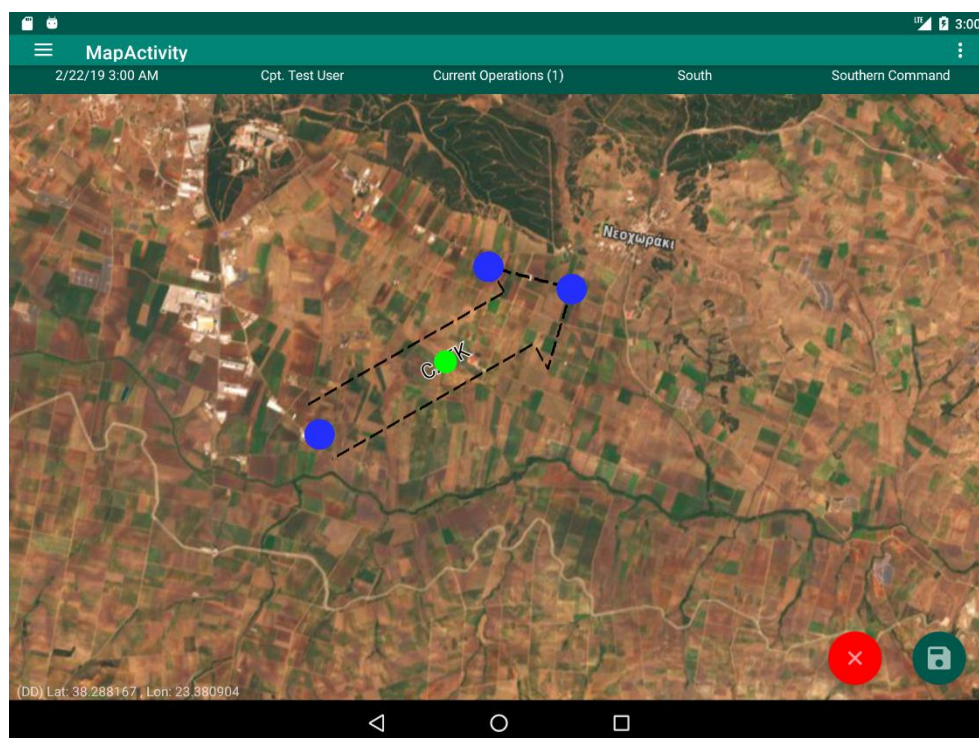 LTE 3:00
MapActivity
2/22/19 3:00 AM Cpt. Test User Current Operations (1) South Southern Command
Νεοχωράκι
(DD) Lat: 38.288167 , Lon: 23.380904